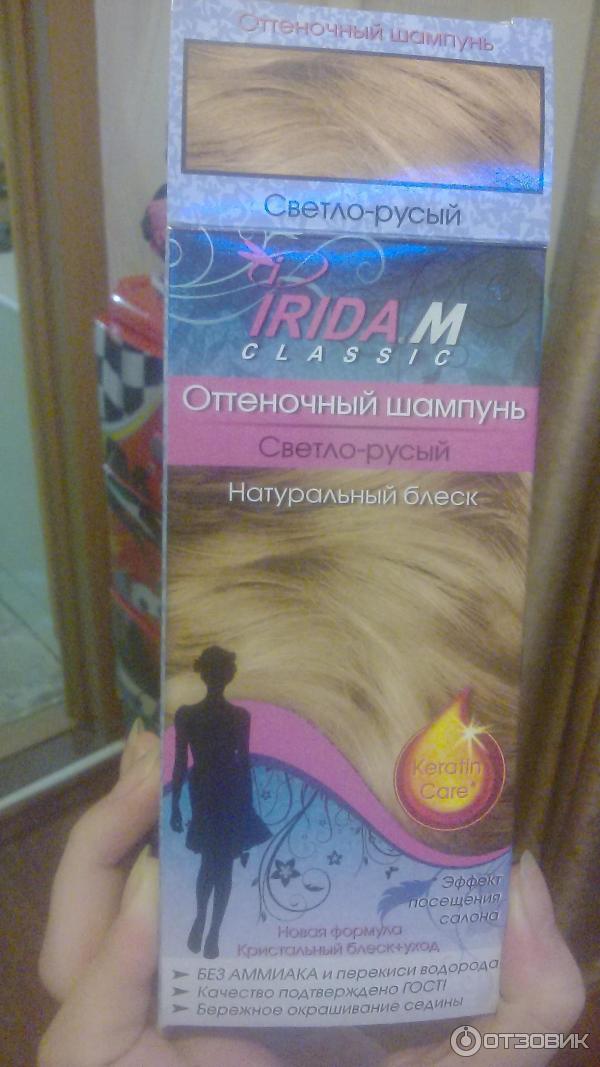 Оттеночный шампунь
Светло-русый
IRIDA.M
CLASSIC
Оттеночный шампунь
Светло-русый
Натуральный блеск
Keratin
Care*
Эффект
посещения
салона
Новая формула
Кристальный блеск+уход
БЕЗ АММИАКА и перекиси водорода
Качество подтверждено ГОСТ!
Бережное окрашивание седины
ОТЗОВИК